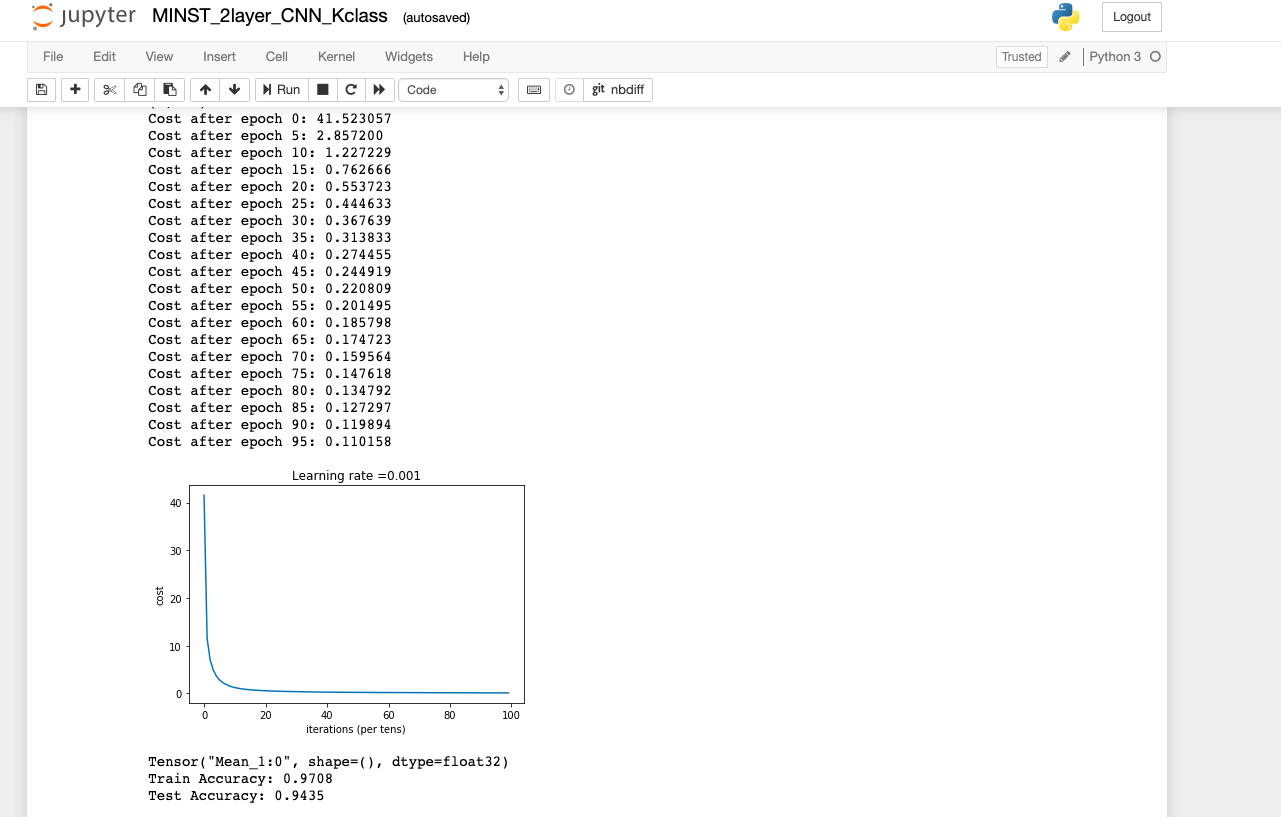 jupyter MINST_2layer_CNN_Kclass (autosaved) Logout
File Edit View Insert Cell Kernel Widgets Help Trusted Python 3
Run Code git nbdiff
Cost after epoch 0: 41.523057
Cost after epoch 5: 2.857200
Cost after epoch 10: 1.227229
Cost after epoch 15: 0.762666
Cost after epoch 20: 0.553723
Cost after epoch 25: 0.444633
Cost after epoch 30: 0.367639
Cost after epoch 35: 0.313833
Cost after epoch 40: 0.274455
Cost after epoch 45: 0.244919
Cost after epoch 50: 0.220809
Cost after epoch 55: 0.201495
Cost after epoch 60: 0.185798
Cost after epoch 65: 0.174723
Cost after epoch 70: 0.159564
Cost after epoch 75: 0.147618
Cost after epoch 80: 0.134792
Cost after epoch 85: 0.127297
Cost after epoch 90: 0.119894
Cost after epoch 95: 0.110158
Learning rate =0.001
40
30
cost
20
10
0
0 20 40 60 80 100
iterations (per tens)
Tensor("Mean_1:0", shape=(), dtype=float32)
Train Accuracy: 0.9708
Test Accuracy: 0.9435